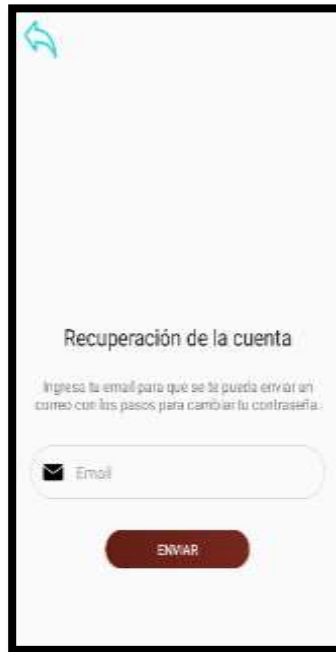 Recuperación de la cuenta
Ingresa tu email para que se te pueda enviar un
correo con los pasos para cambiar tu contraseña.
Email
ENVIAR